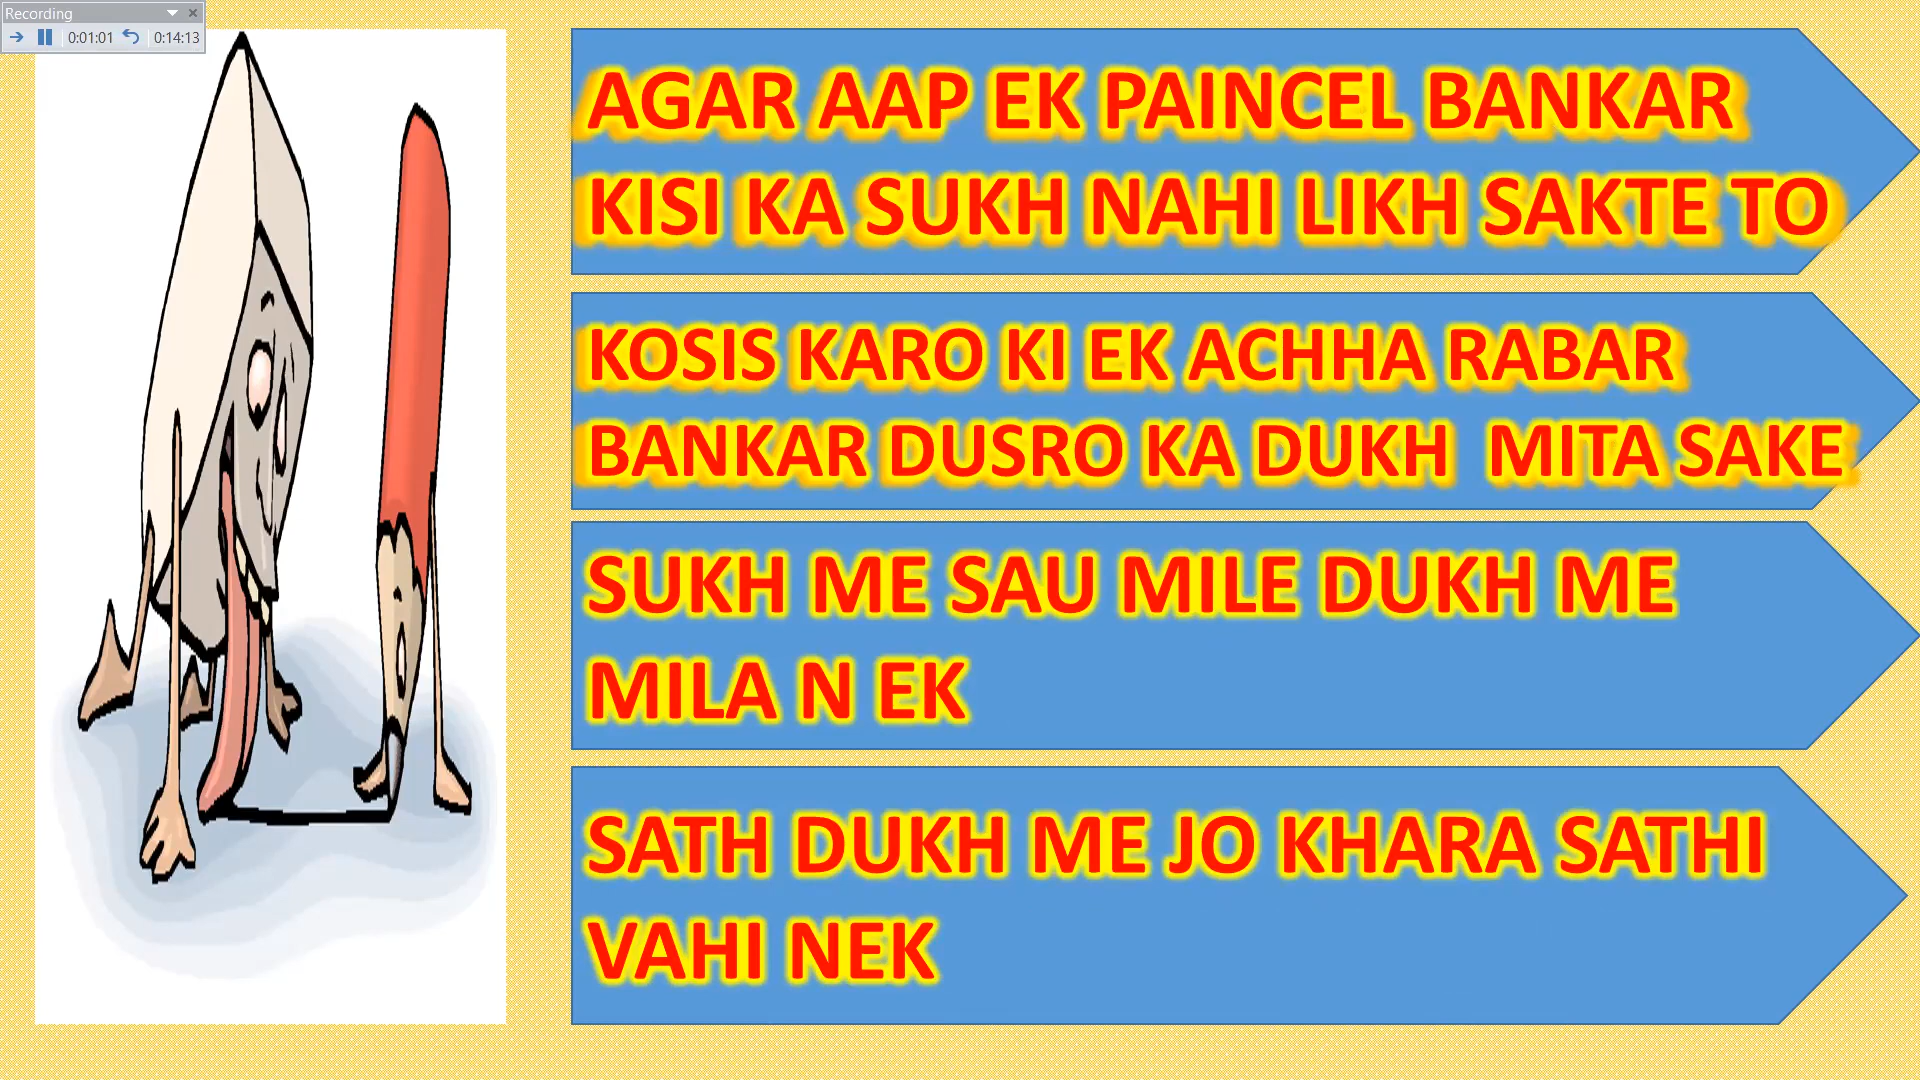 Recording
0:01:01 0:14:13
AGAR AAP EK PAINCEL BANKAR
KISI KA SUKH NAHI LIKH SAKTE TO
KOSIS KARO KI EK ACHHA RABAR
BANKAR DUSRO KA DUKH MITA SAKE
SUKH ME SAU MILE DUKH ME
MILA N EK
SATH DUKH ME JO KHARA SATHI
VAHI NEK